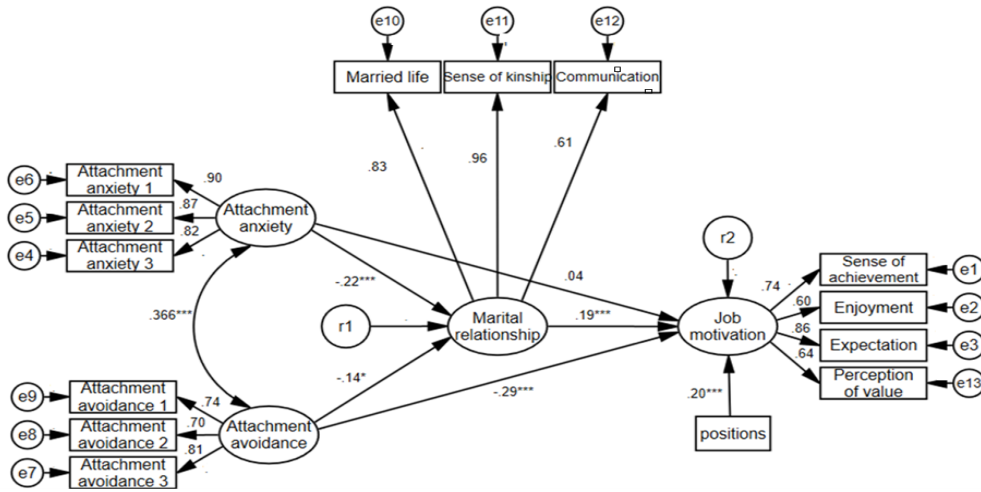 e10
e11
e12
Married life
Sense of kinship
Communication
.83
.96
.61
e6
Attachment
anxiety 1
.90
e5
Attachment
anxiety 2
.87
e4
Attachment
anxiety 3
.82
Attachment
anxiety
r2
.04
-.22***
.366***
r1
Marital
relationship
.19***
Job
motivation
.74
Sense of
achievement
e1
.60
Enjoyment
e2
.86
Expectation
e3
.64
Perception
of value
e13
-.14*
-.29***
.20***
positions
e9
Attachment
avoidance 1
.74
e8
Attachment
avoidance 2
.70
e7
Attachment
avoidance 3
.81
Attachment
avoidance